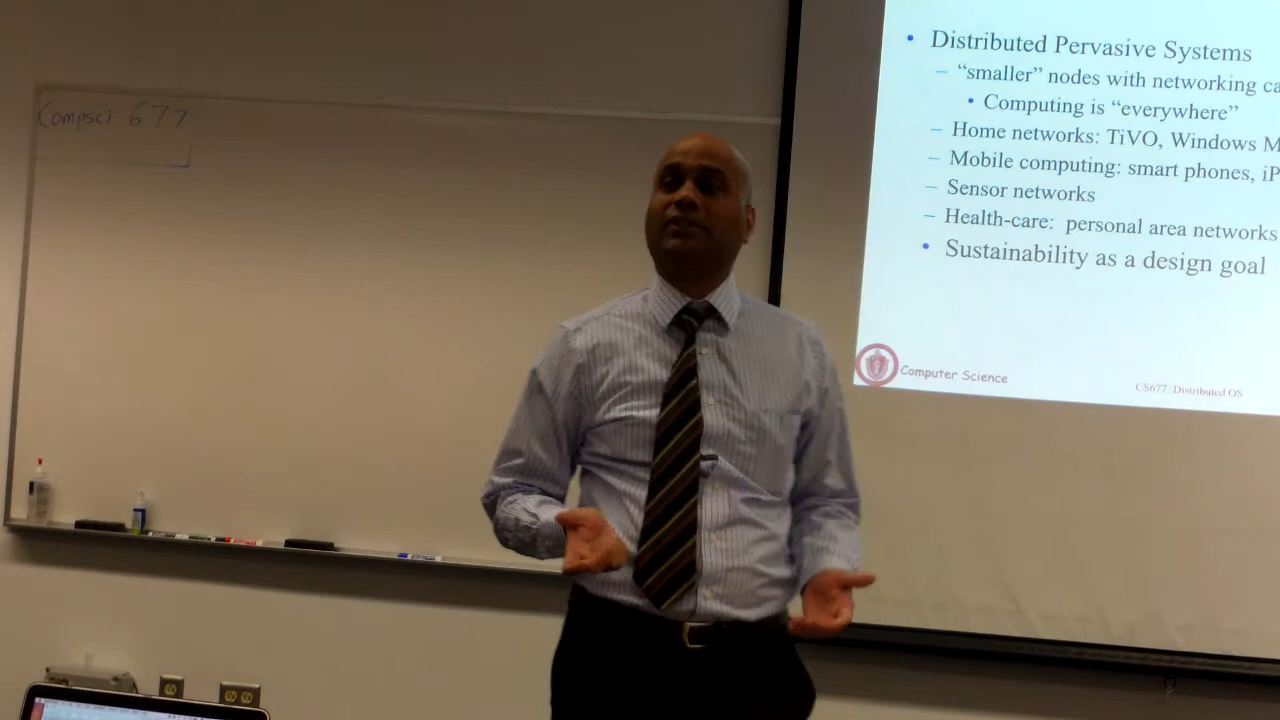 Compsci 677
• Distributed Pervasive Systems
– “smaller” nodes with networking ca
• Computing is “everywhere”
– Home networks: TiVO, Windows M
– Mobile computing: smart phones, iP
– Sensor networks
– Health-care: personal area networks
• Sustainability as a design goal
Computer Science
CS677: Distributed OS